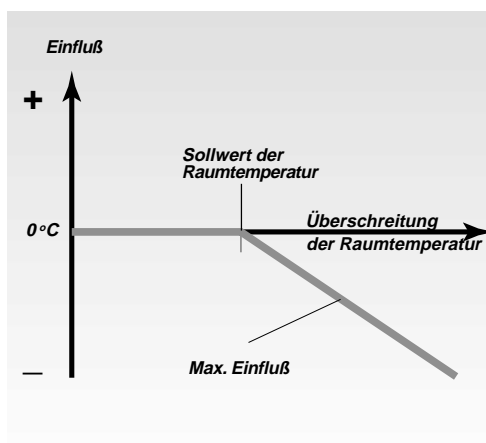 Einfluß
+
Sollwert der
Raumtemperatur
0°C
Überschreitung
der Raumtemperatur
Max. Einfluß
—